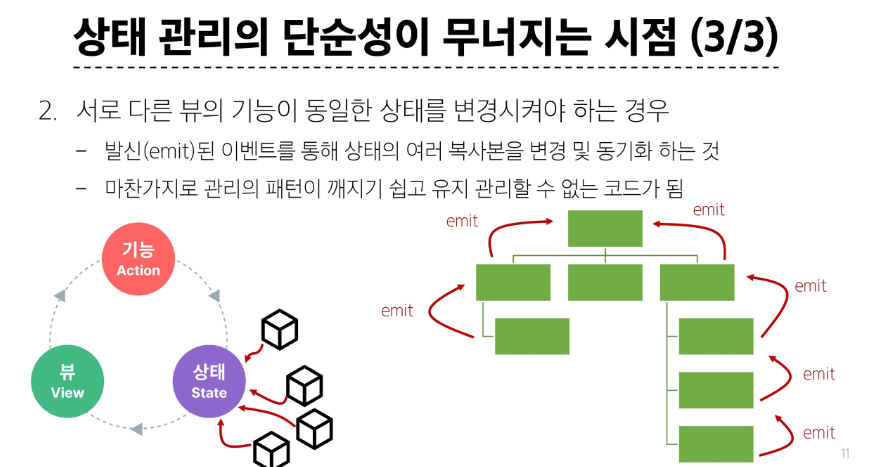 상태 관리의 단순성이 무너지는 시점 (3/3)
2. 서로 다른 뷰의 기능이 동일한 상태를 변경시켜야 하는 경우
– 발신(emit)된 이벤트를 통해 상태의 여러 복사본을 변경 및 동기화 하는 것
– 마찬가지로 관리의 패턴이 깨지기 쉽고 유지 관리할 수 없는 코드가 됨
기능
Action
뷰
View
상태
State
emit
emit
emit
emit
emit
emit
11